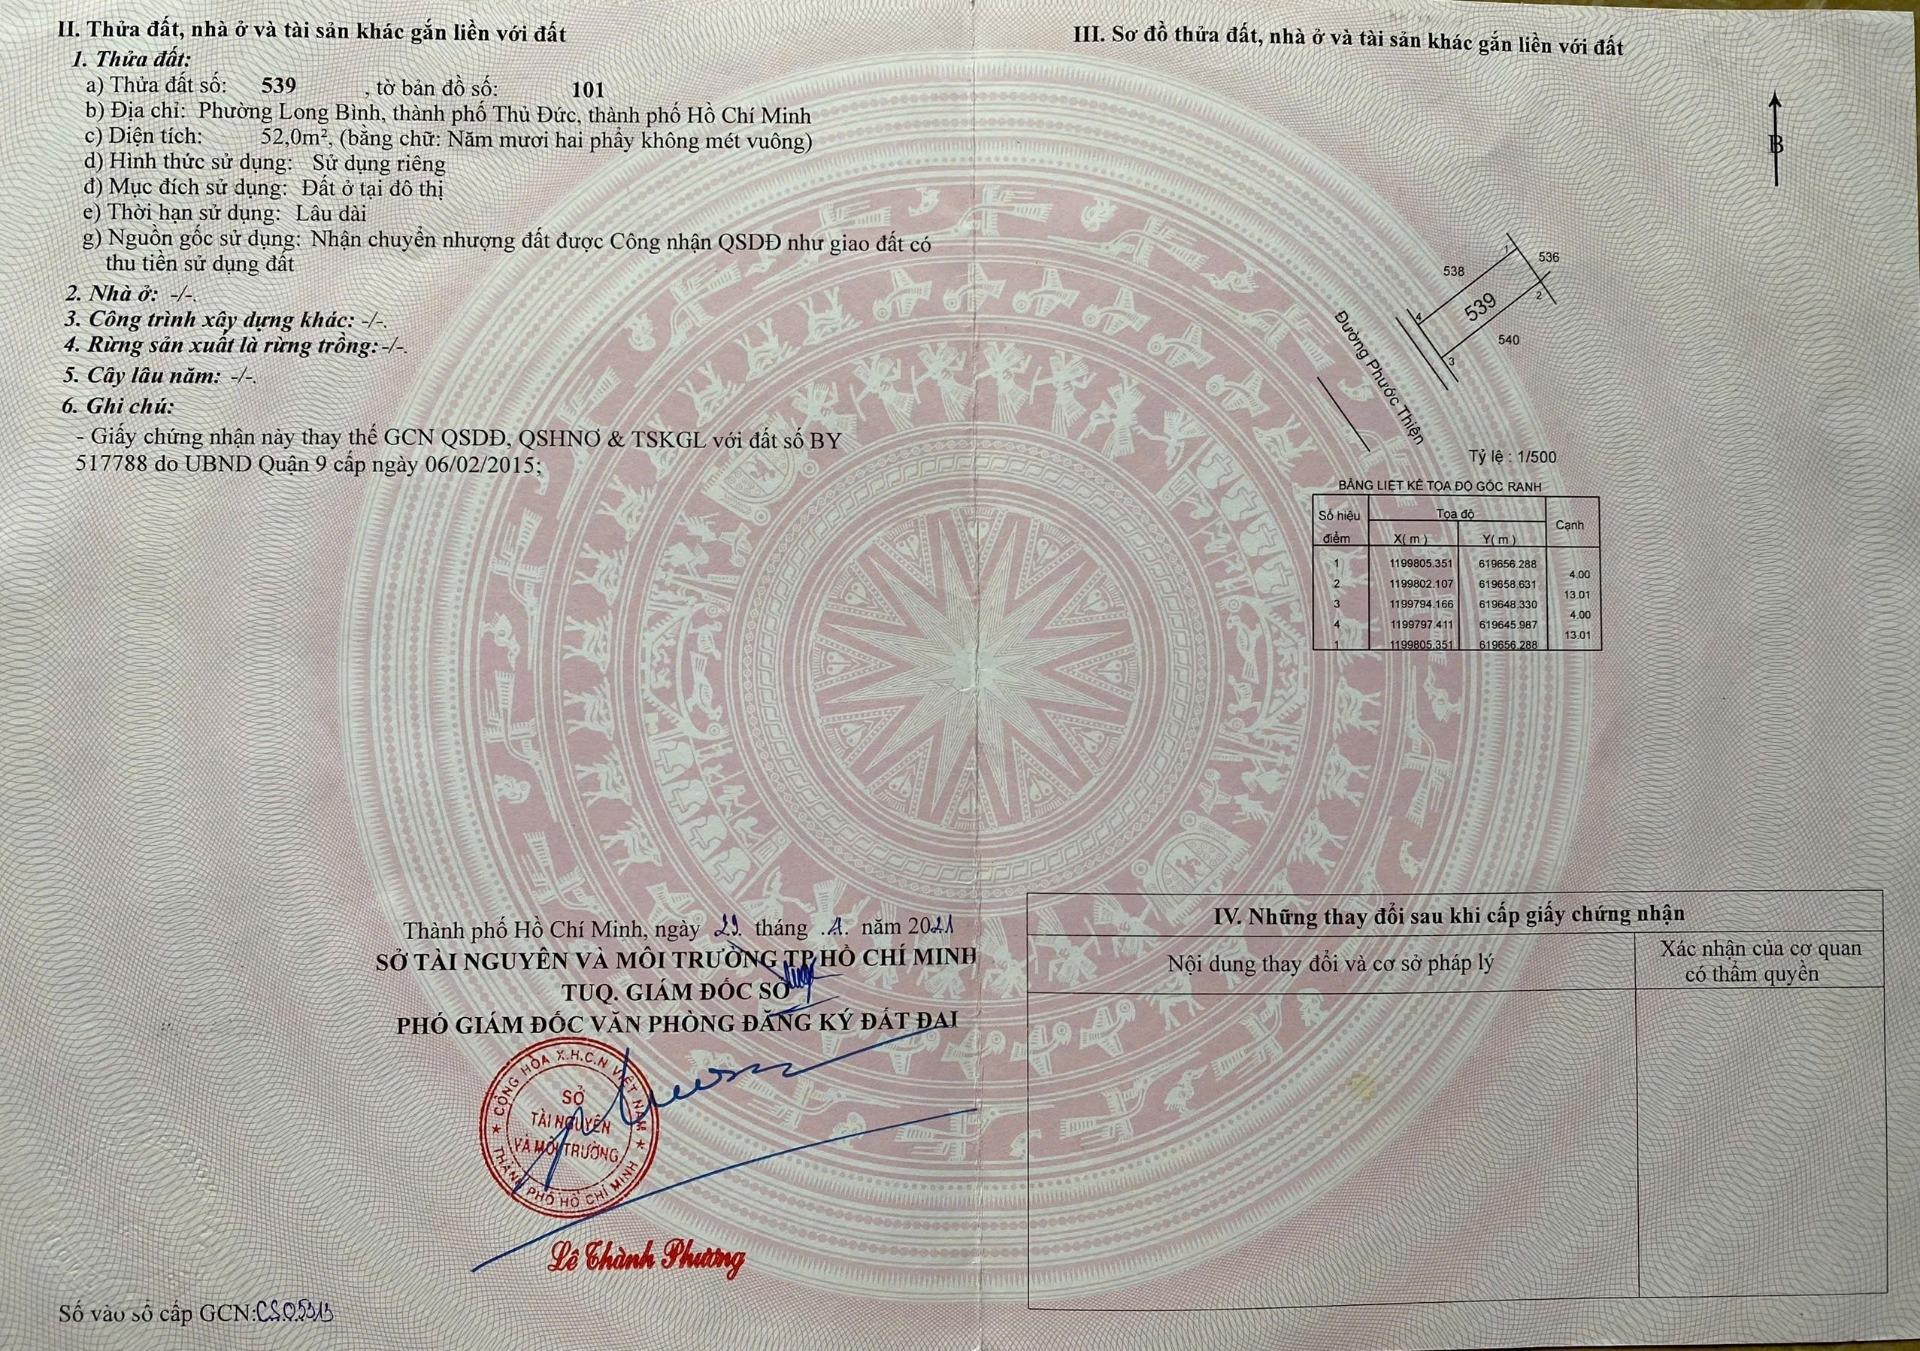 II. Thửa đất, nhà ở và tài sản khác gắn liền với đất
1. Thửa đất:
a) Thửa đất số: 539 , tờ bản đồ số: 101
b) Địa chỉ: Phường Long Bình, thành phố Thủ Đức, thành phố Hồ Chí Minh
c) Diện tích: 52,0m², (bằng chữ: Năm mươi hai phẩy không mét vuông)
d) Hình thức sử dụng: Sử dụng riêng
đ) Mục đích sử dụng: Đất ở tại đô thị
e) Thời hạn sử dụng: Lâu dài
g) Nguồn gốc sử dụng: Nhận chuyển nhượng đất được Công nhận QSDĐ như giao đất có
thu tiền sử dụng đất
2. Nhà ở: -/-.
3. Công trình xây dựng khác: -/-.
4. Rừng sản xuất là rừng trồng:-/-.
5. Cây lâu năm: -/-.
6. Ghi chú:
- Giấy chứng nhận này thay thế GCN QSDĐ, QSHNƠ & TSKGL với đất số BY
517788 do UBND Quận 9 cấp ngày 06/02/2015;
Thành phố Hồ Chí Minh, ngày tháng năm 2021
SỞ TÀI NGUYÊN VÀ MÔI TRƯỜNG TP HỒ CHÍ MINH
TUQ. GIÁM ĐỐC SỞ
PHÓ GIÁM ĐỐC VĂN PHÒNG ĐĂNG KÝ ĐẤT ĐAI
CỘNG HÒA X.H.C.N VIỆT NAM
SỞ
TÀI NGUYÊN
VÀ MÔI TRƯỜNG
THÀNH PHỐ HỒ CHÍ MINH
Lê Thành Phương
Số vào sổ cấp GCN:
III. Sơ đồ thửa đất, nhà ở và tài sản khác gắn liền với đất
B
1
536
538
2
539
4
540
3
Đường Phước Thiện
Tỷ lệ : 1/500
BẢNG LIỆT KÊ TỌA ĐỘ GÓC RANH
Số hiệu điểm Tọa độ Cạnh
X( m ) Y( m )
1 1199805.351 619656.288
4.00
2 1199802.107 619658.631
13.01
3 1199794.166 619648.330
4.00
4 1199797.411 619645.987
13.01
1 1199805.351 619656.288
IV. Những thay đổi sau khi cấp giấy chứng nhận
Nội dung thay đổi và cơ sở pháp lý
Xác nhận của cơ quan
có thẩm quyền